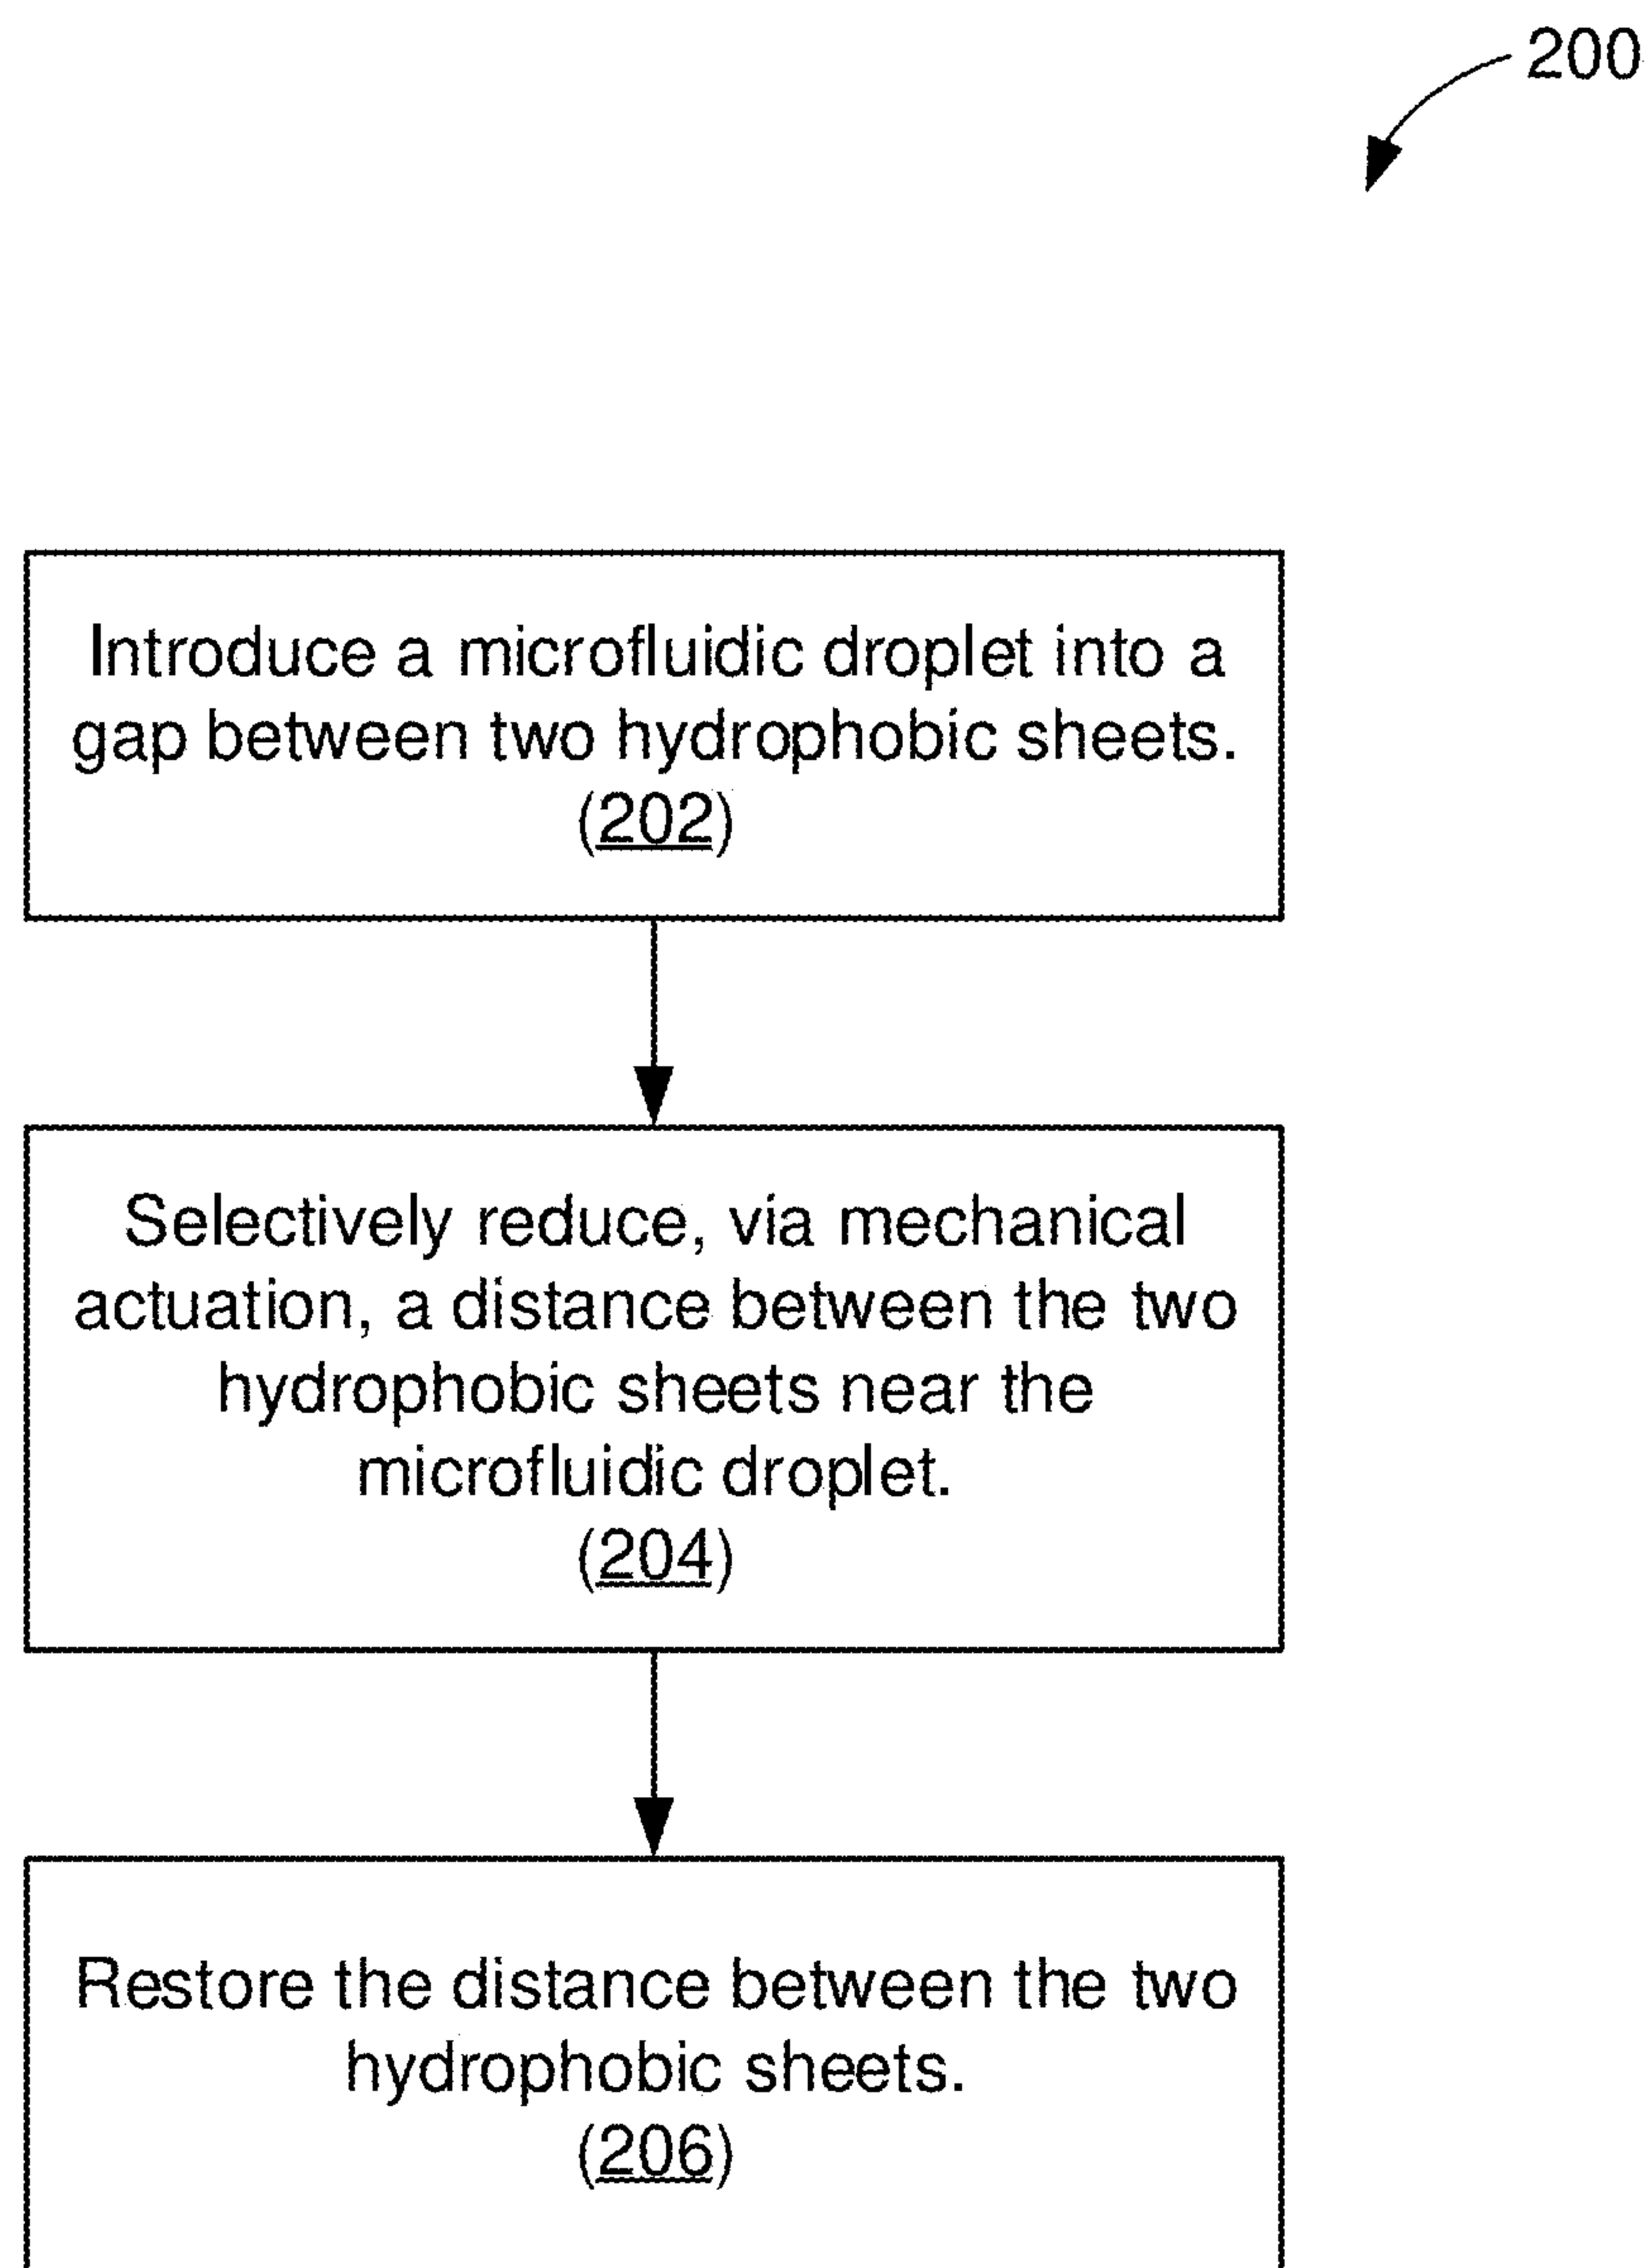 200
Introduce a microfluidic droplet into a
gap between two hydrophobic sheets.
(202)
Selectively reduce, via mechanical
actuation, a distance between the two
hydrophobic sheets near the
microfluidic droplet.
(204)
Restore the distance between the two
hydrophobic sheets.
(206)